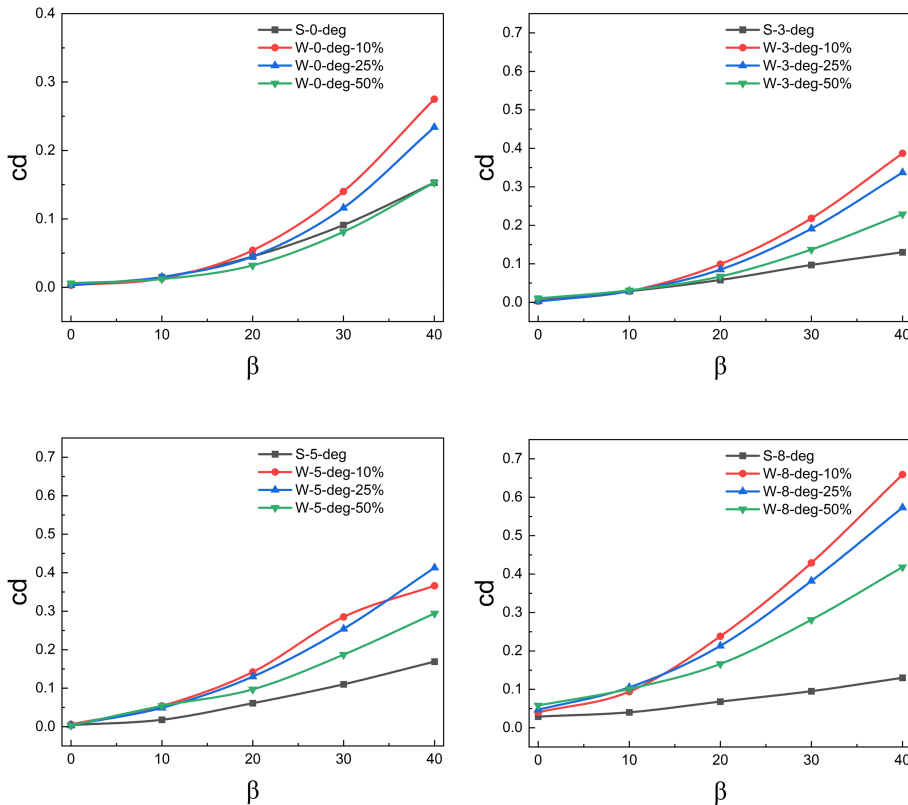 0.4
0.3
0.2
0.1
0.0
cd
0 10 20 30 40
β
S-0-deg
W-0-deg-10%
W-0-deg-25%
W-0-deg-50%
0.7
0.6
0.5
0.4
0.3
0.2
0.1
0.0
cd
0 10 20 30 40
β
S-3-deg
W-3-deg-10%
W-3-deg-25%
W-3-deg-50%
0.7
0.6
0.5
0.4
0.3
0.2
0.1
0.0
cd
0 10 20 30 40
β
S-5-deg
W-5-deg-10%
W-5-deg-25%
W-5-deg-50%
0.7
0.6
0.5
0.4
0.3
0.2
0.1
0.0
cd
0 10 20 30 40
β
S-8-deg
W-8-deg-10%
W-8-deg-25%
W-8-deg-50%